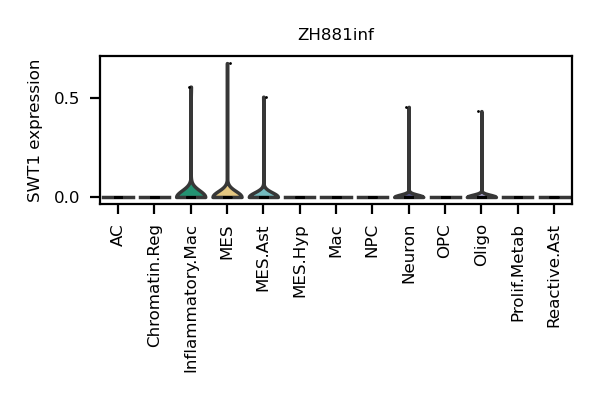 ZH881inf
SWT1 expression
0.5
0.0
AC
Chromatin.Reg
Inflammatory.Mac
MES
MES.Ast
MES.Hyp
Mac
NPC
Neuron
OPC
Oligo
Prolif.Metab
Reactive.Ast